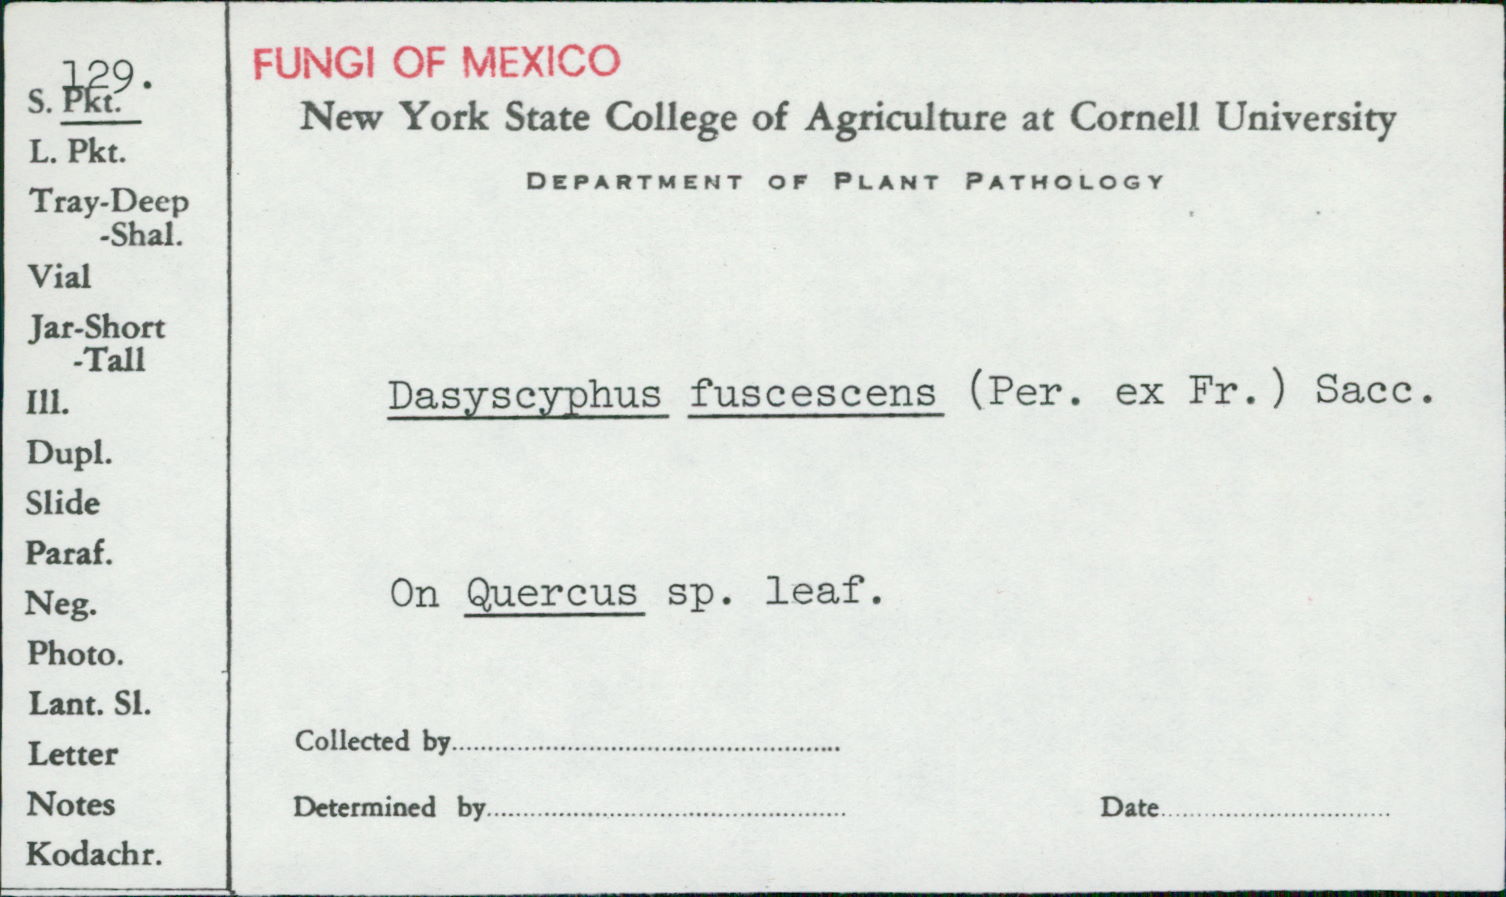 129.
S. Pkt.
L. Pkt.
Tray-Deep
-Shal.
Vial
Jar-Short
-Tall
Ill.
Dupl.
Slide
Paraf.
Neg.
Photo.
Lant. Sl.
Letter
Notes
Kodachr.
FUNGI OF MEXICO
New York State College of Agriculture at Cornell University
DEPARTMENT OF PLANT PATHOLOGY
Dasyscyphus fuscescens (Per. ex Fr.) Sacc.
On Quercus sp. leaf.
Collected by
Determined by
Date